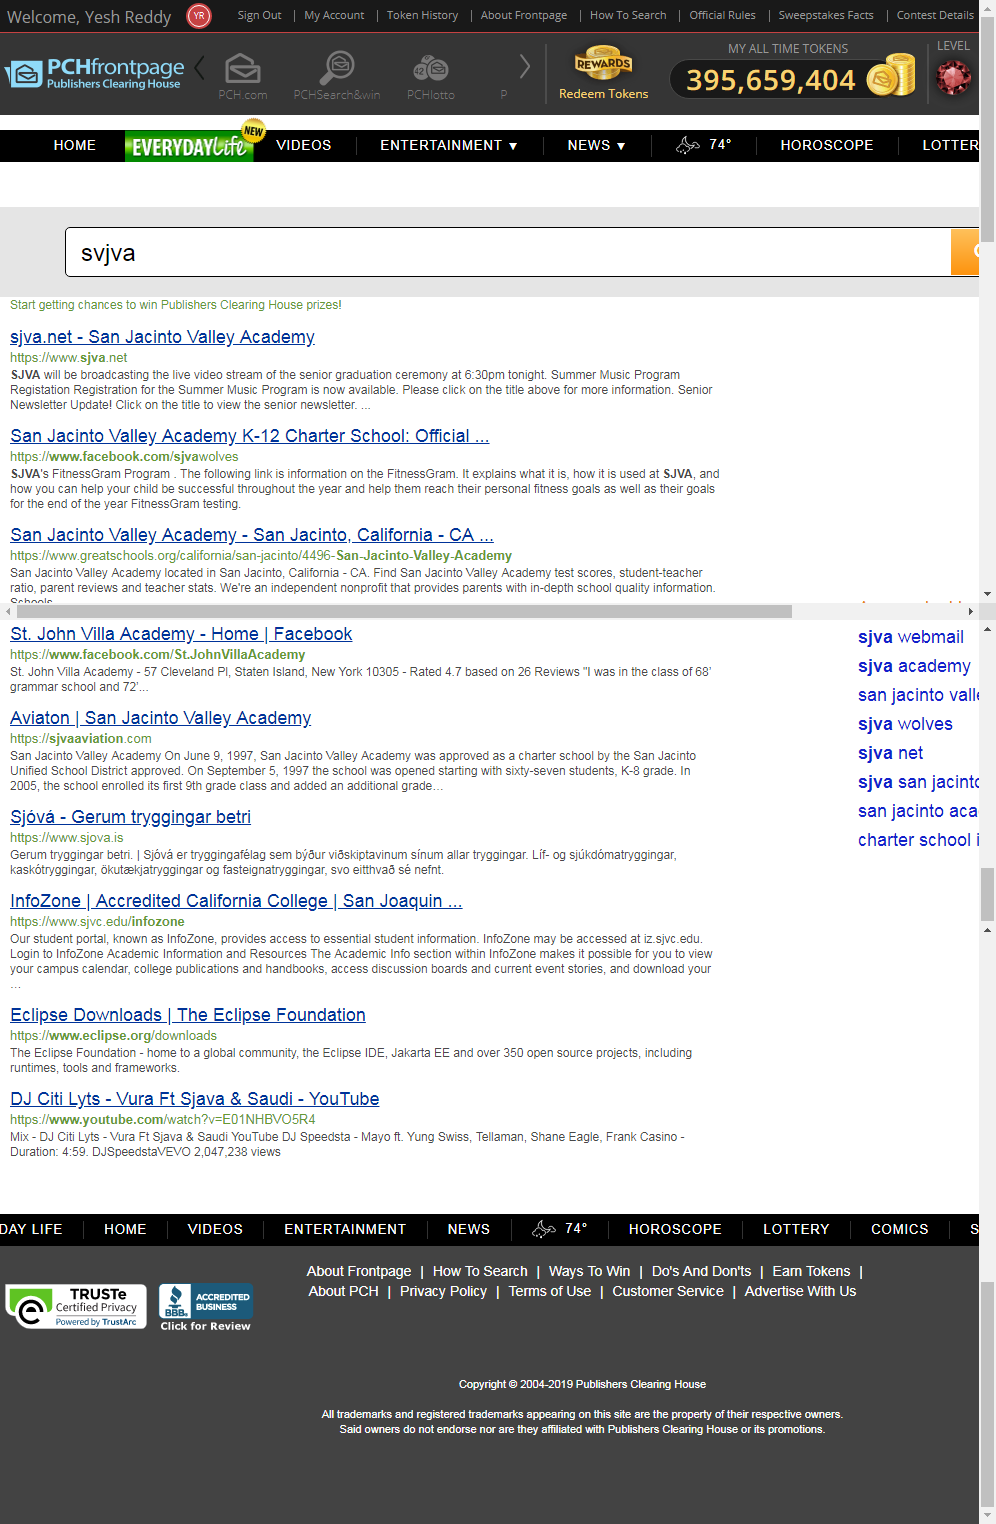 Welcome, Yesh Reddy YR Sign Out | My Account | Token History | About Frontpage | How To Search | Official Rules | Sweepstakes Facts | Contest Details
PCHfrontpage
Publishers Clearing House
PCH.com PCHSearch&win PCHlotto P
42
REWARDS
Redeem Tokens
MY ALL TIME TOKENS
395,659,404
LEVEL
HOME EVERYDAY Life NEW VIDEOS ENTERTAINMENT ▼ NEWS ▼ 74° HOROSCOPE LOTTER
svjva
Start getting chances to win Publishers Clearing House prizes!
sjva.net - San Jacinto Valley Academy
https://www.sjva.net
SJVA will be broadcasting the live video stream of the senior graduation ceremony at 6:30pm tonight. Summer Music Program
Registation Registration for the Summer Music Program is now available. Please click on the title above for more information. Senior
Newsletter Update! Click on the title to view the senior newsletter. ...
San Jacinto Valley Academy K-12 Charter School: Official ...
https://www.facebook.com/sjvawolves
SJVA's FitnessGram Program . The following link is information on the FitnessGram. It explains what it is, how it is used at SJVA, and
how you can help your child be successful throughout the year and help them reach their personal fitness goals as well as their goals
for the end of the year FitnessGram testing.
San Jacinto Valley Academy - San Jacinto, California - CA ...
https://www.greatschools.org/california/san-jacinto/4496-San-Jacinto-Valley-Academy
San Jacinto Valley Academy located in San Jacinto, California - CA. Find San Jacinto Valley Academy test scores, student-teacher
ratio, parent reviews and teacher stats. We're an independent nonprofit that provides parents with in-depth school quality information.
St. John Villa Academy - Home | Facebook
https://www.facebook.com/St.JohnVillaAcademy
St. John Villa Academy - 57 Cleveland Pl, Staten Island, New York 10305 - Rated 4.7 based on 26 Reviews "I was in the class of 68'
grammar school and 72'...
Aviaton | San Jacinto Valley Academy
https://sjvaaviation.com
San Jacinto Valley Academy On June 9, 1997, San Jacinto Valley Academy was approved as a charter school by the San Jacinto
Unified School District approved. On September 5, 1997 the school was opened starting with sixty-seven students, K-8 grade. In
2005, the school enrolled its first 9th grade class and added an additional grade…
Sjóvá - Gerum tryggingar betri
https://www.sjova.is
Gerum tryggingar betri. | Sjóvá er tryggingafélag sem býður viðskiptavinum sínum allar tryggingar. Líf- og sjúkdómatryggingar,
kaskótryggingar, ökutækjatryggingar og fasteignatryggingar, svo eitthvað sé nefnt.
InfoZone | Accredited California College | San Joaquin ...
https://www.sjvc.edu/infozone
Our student portal, known as InfoZone, provides access to essential student information. InfoZone may be accessed at iz.sjvc.edu.
Login to InfoZone Academic Information and Resources The Academic Info section within InfoZone makes it possible for you to view
your campus calendar, college publications and handbooks, access discussion boards and current event stories, and download your
…
Eclipse Downloads | The Eclipse Foundation
https://www.eclipse.org/downloads
The Eclipse Foundation - home to a global community, the Eclipse IDE, Jakarta EE and over 350 open source projects, including
runtimes, tools and frameworks.
DJ Citi Lyts - Vura Ft Sjava & Saudi - YouTube
https://www.youtube.com/watch?v=E01NHBVO5R4
Mix - DJ Citi Lyts - Vura Ft Sjava & Saudi YouTube DJ Speedsta - Mayo ft. Yung Swiss, Tellaman, Shane Eagle, Frank Casino -
Duration: 4:59. DJSpeedstaVEVO 2,047,238 views
sjva webmail
sjva academy
san jacinto valle
sjva wolves
sjva net
sjva san jacinto
san jacinto aca
charter school i
DAY LIFE HOME VIDEOS ENTERTAINMENT NEWS 74° HOROSCOPE LOTTERY COMICS S
About Frontpage | How To Search | Ways To Win | Do's And Don'ts | Earn Tokens |
About PCH | Privacy Policy | Terms of Use | Customer Service | Advertise With Us
TRUSTe
Certified Privacy
Powered by TrustArc
BBB. ACCREDITED
BUSINESS
Click for Review
Copyright © 2004-2019 Publishers Clearing House
All trademarks and registered trademarks appearing on this site are the property of their respective owners.
Said owners do not endorse nor are they affiliated with Publishers Clearing House or its promotions.